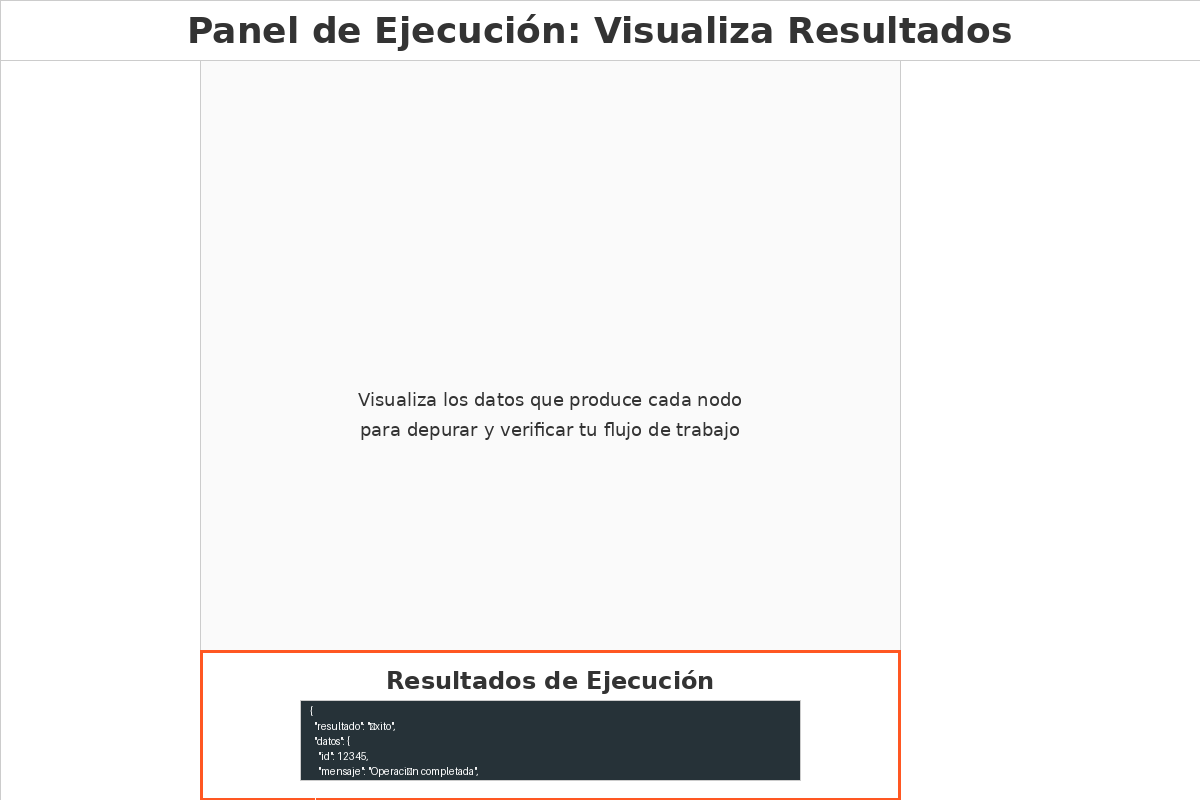 Panel de Ejecución: Visualiza Resultados
Visualiza los datos que produce cada nodo
para depurar y verificar tu flujo de trabajo
Resultados de Ejecución
{
"resultado": "▯xito",
"datos": {
"id": 12345,
"mensaje": "Operaci▯n completada",